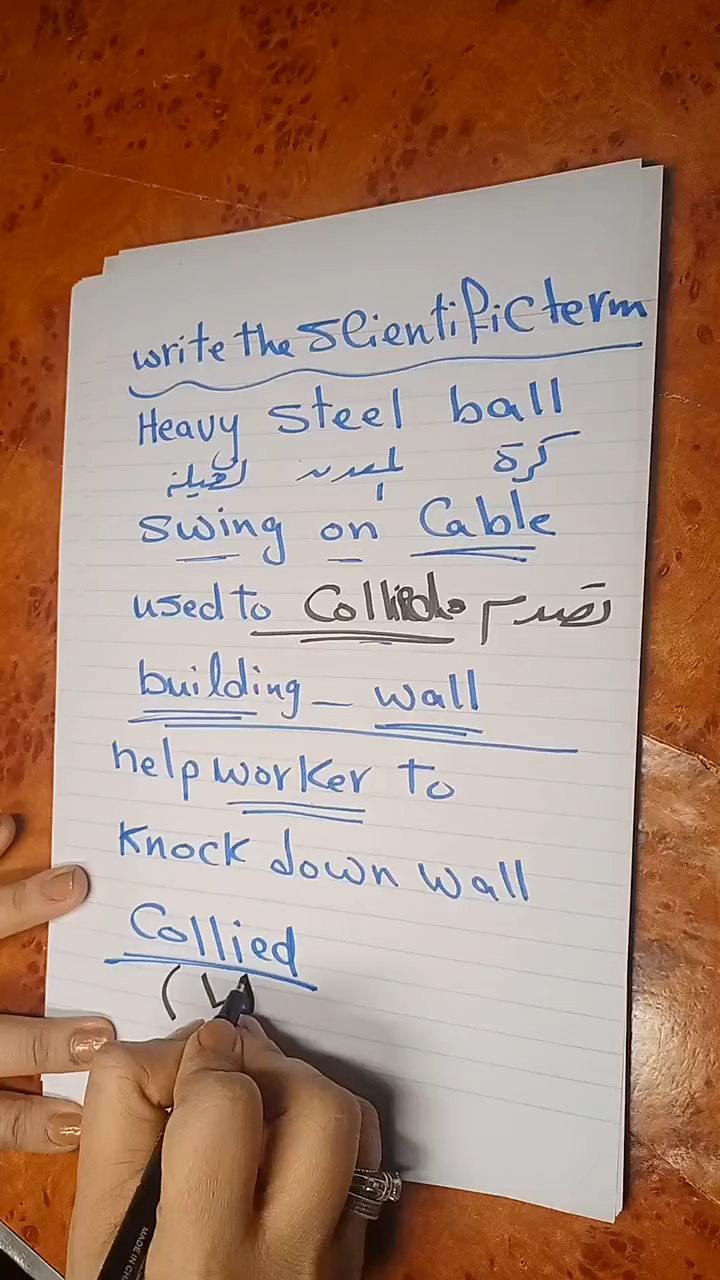 write the scientific term
Heavy steel ball
كرة الحديد الثقيلة
swing on Cable
used to Collide تصدم
building - wall
help worker to
Knock down wall
Collied
(W